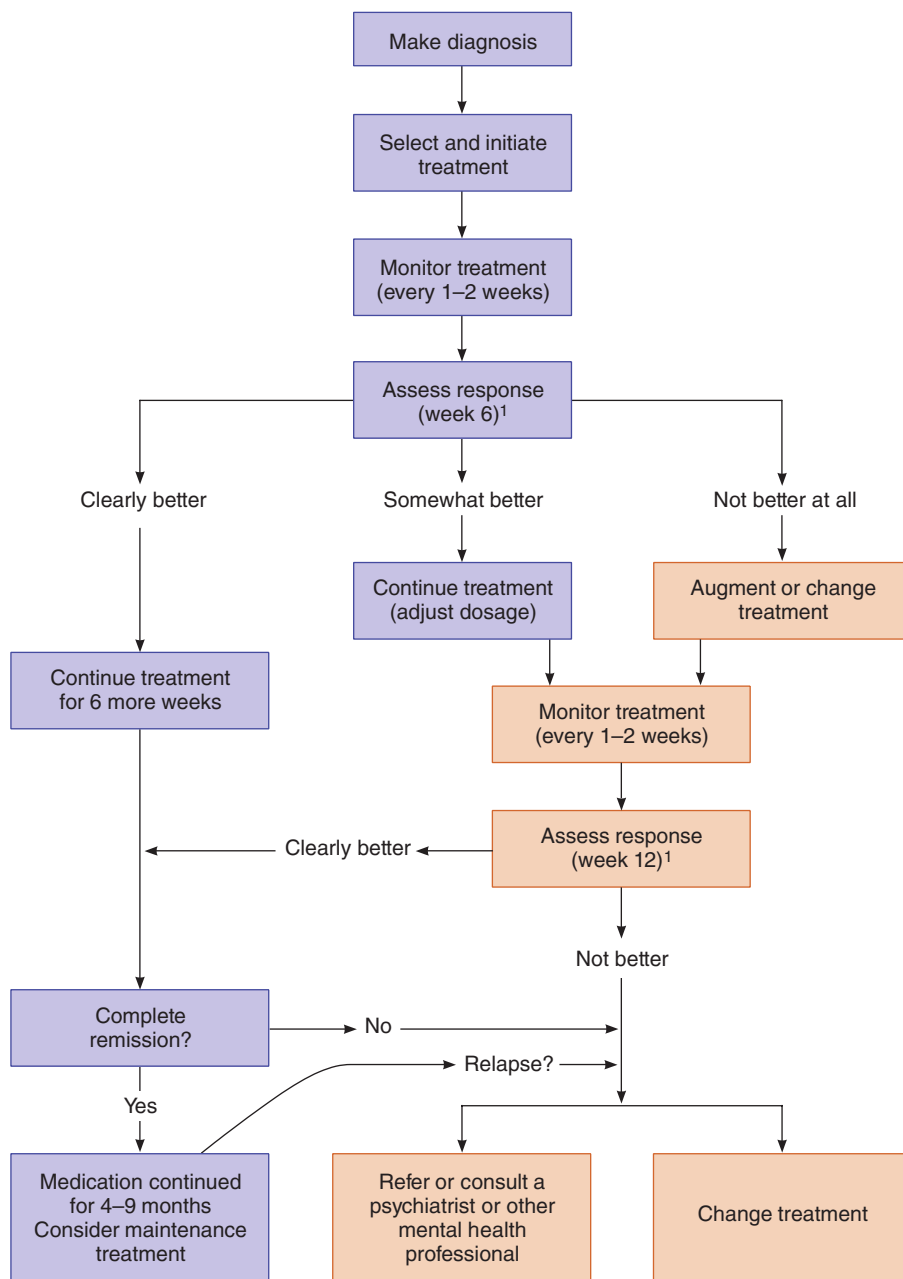 Make diagnosis
Select and initiate
treatment
Monitor treatment
(every 1–2 weeks)
Assess response
(week 6)¹
Clearly better
Somewhat better
Not better at all
Continue treatment
(adjust dosage)
Augment or change
treatment
Continue treatment
for 6 more weeks
Monitor treatment
(every 1–2 weeks)
Assess response
(week 12)¹
Clearly better
Not better
Complete
remission?
No
Relapse?
Yes
Medication continued
for 4–9 months
Consider maintenance
treatment
Refer or consult a
psychiatrist or other
mental health
professional
Change treatment